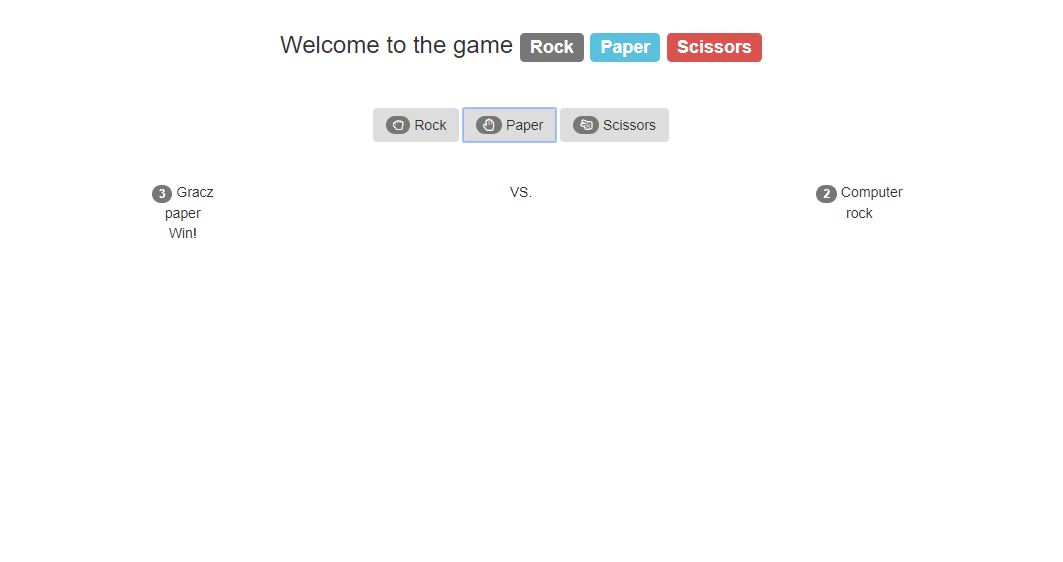 Welcome to the game Rock Paper Scissors
Rock Paper Scissors
3 Gracz VS. 2 Computer
paper rock
Win!